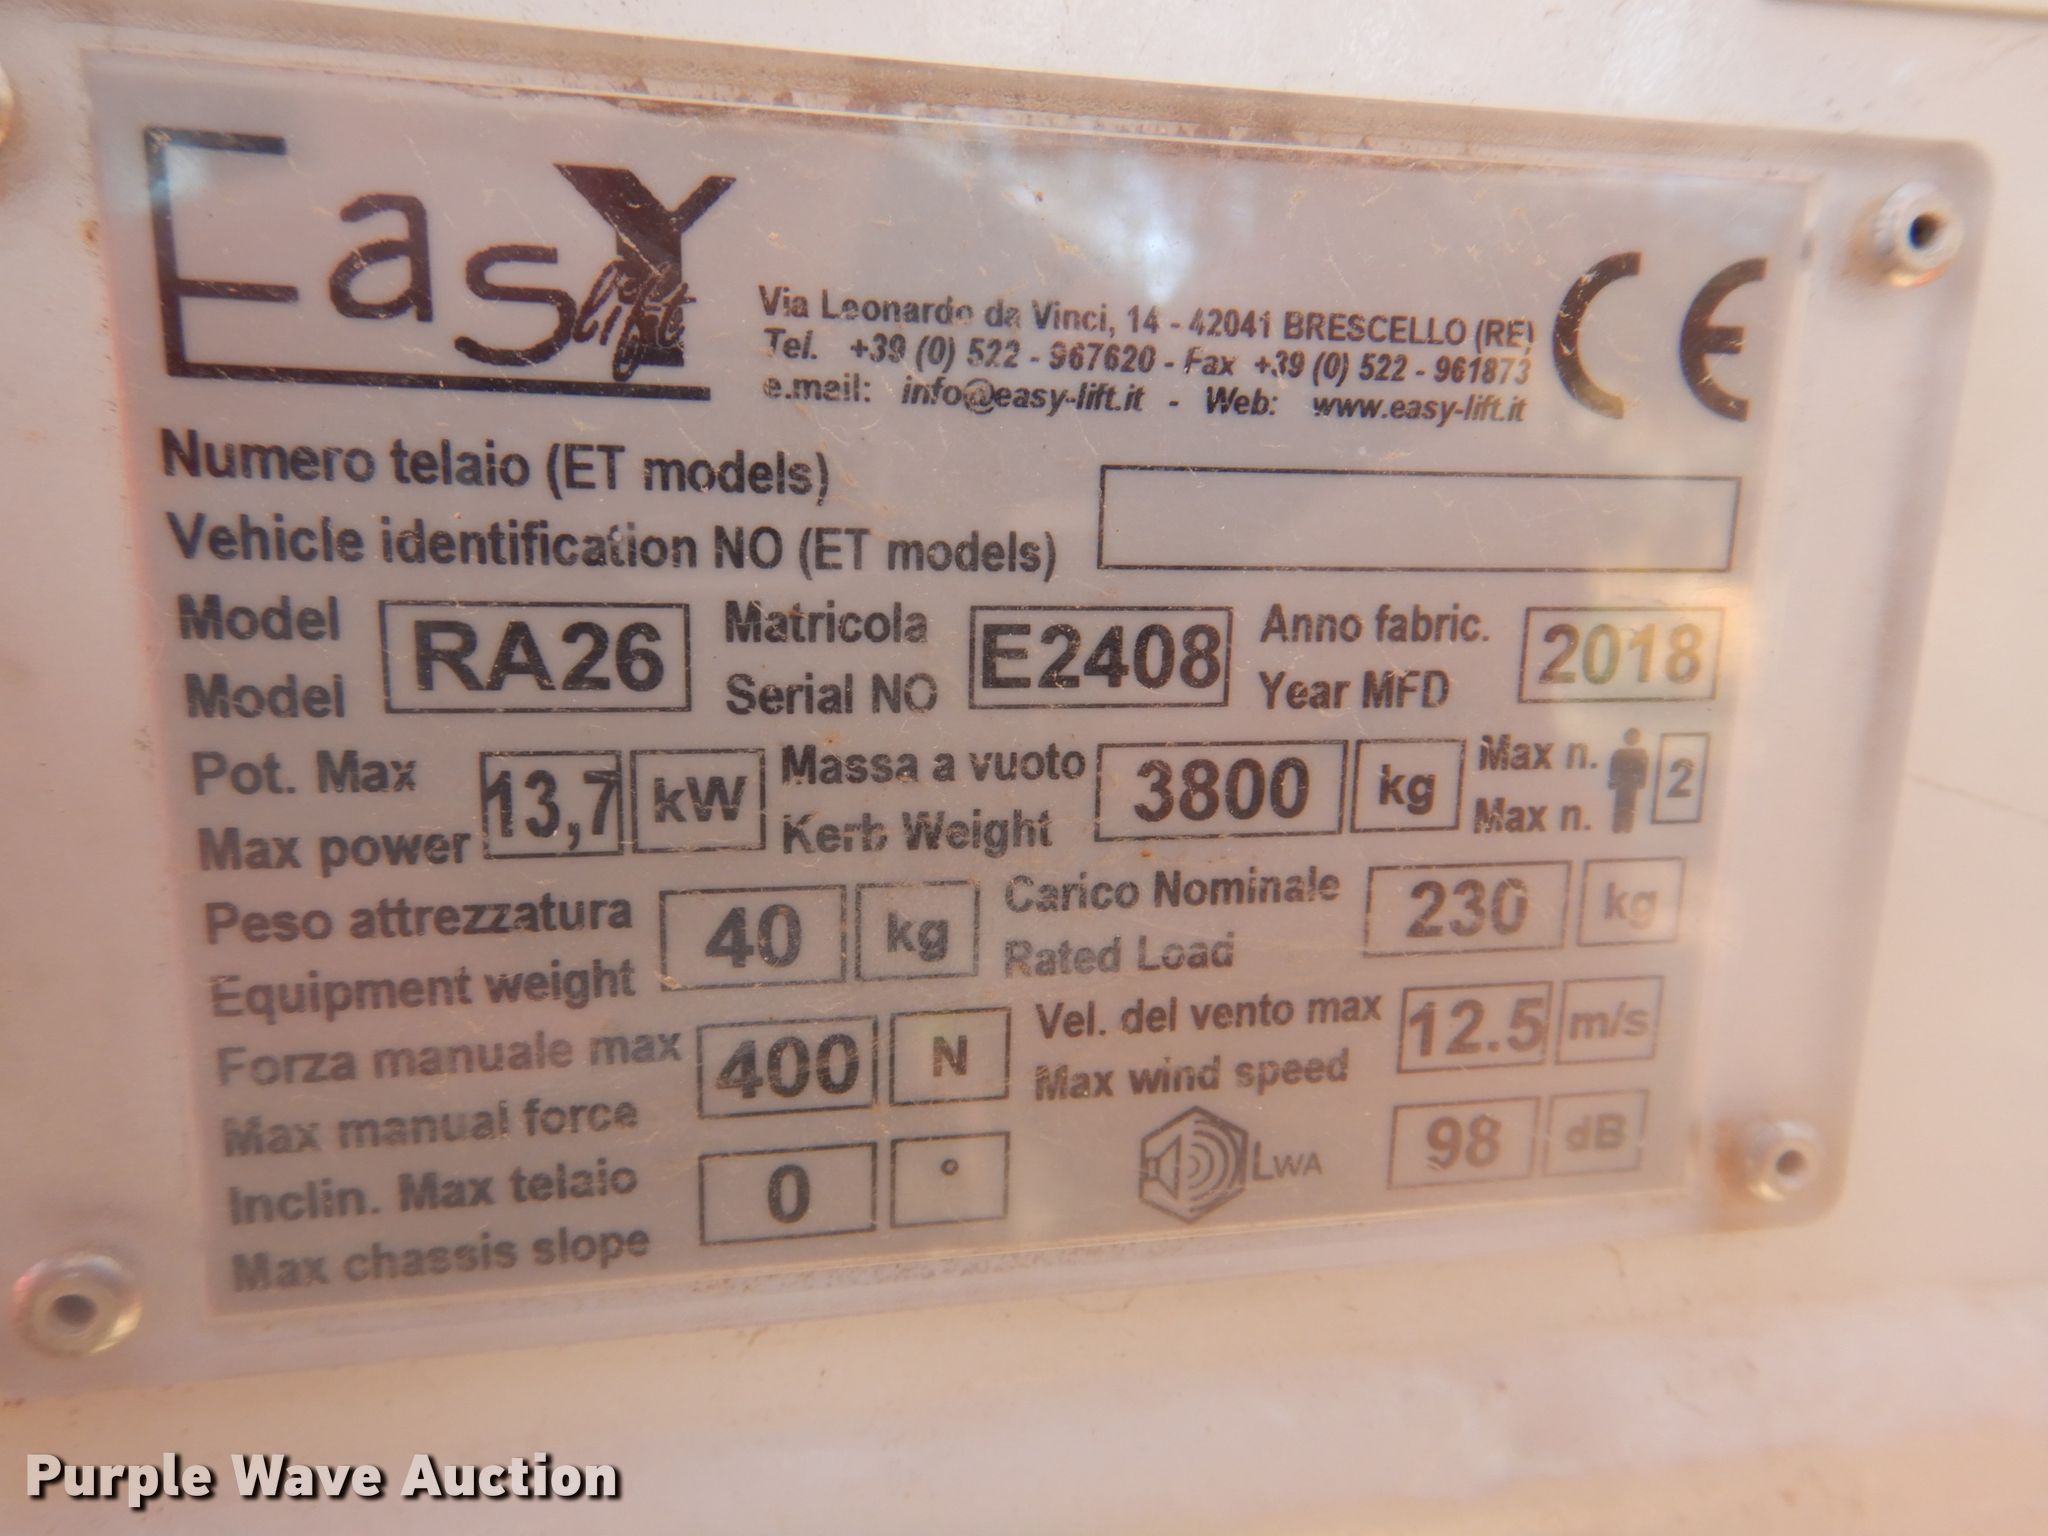 Easy lift
CE
Via Leonardo da Vinci, 14 - 42041 BRESCELLO (RE)
Tel. +39 (0) 522 - 967620 - Fax +39 (0) 522 - 961873
e.mail: info@easy-lift.it - Web: www.easy-lift.it
Numero telaio (ET models)
Vehicle identification NO (ET models)
Model
Model
RA26
Matricola
Serial NO
E2408
Anno fabric.
Year MFD
2018
Pot. Max
Max power
13,7 kW
Massa a vuoto
Kerb Weight
3800 kg
Max n.
Max n.
2
Peso attrezzatura
Equipment weight
40 kg
Carico Nominale
Rated Load
230 kg
Forza manuale max
Max manual force
400 N
Vel. del vento max
Max wind speed
12.5 m/s
Inclin. Max telaio
Max chassis slope
0 °
LWA
98 dB
Purple Wave Auction